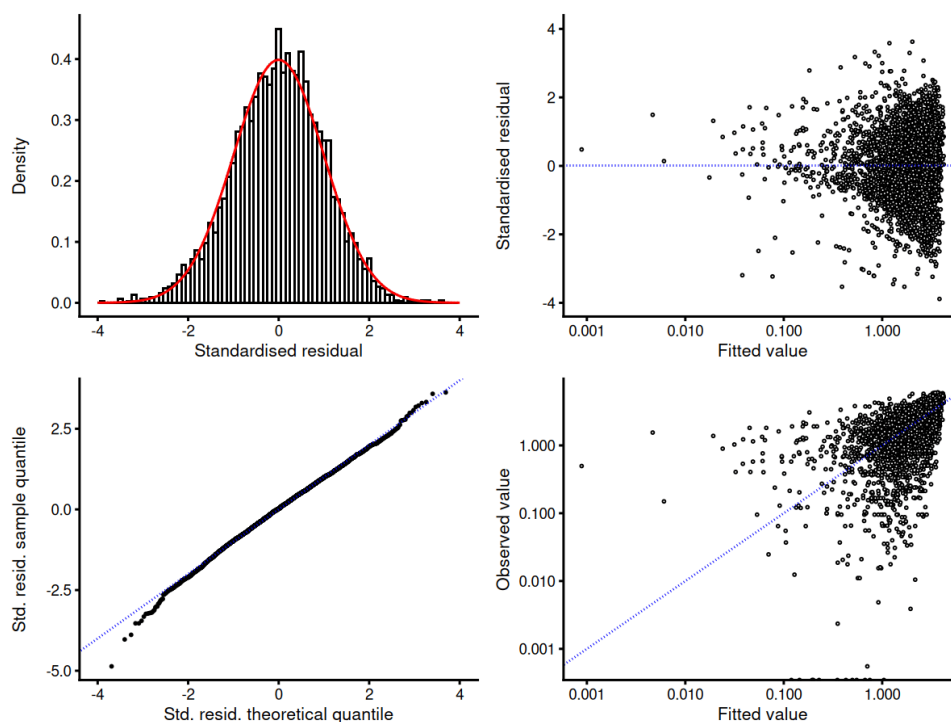 Density
0.4
0.3
0.2
0.1
0.0
-4 -2 0 2 4
Standardised residual
Standardised residual
4
2
0
-2
-4
0.001 0.010 0.100 1.000
Fitted value
Std. resid. sample quantile
2.5
0.0
-2.5
-5.0
-4 -2 0 2 4
Std. resid. theoretical quantile
Observed value
1.000
0.100
0.010
0.001
0.001 0.010 0.100 1.000
Fitted value